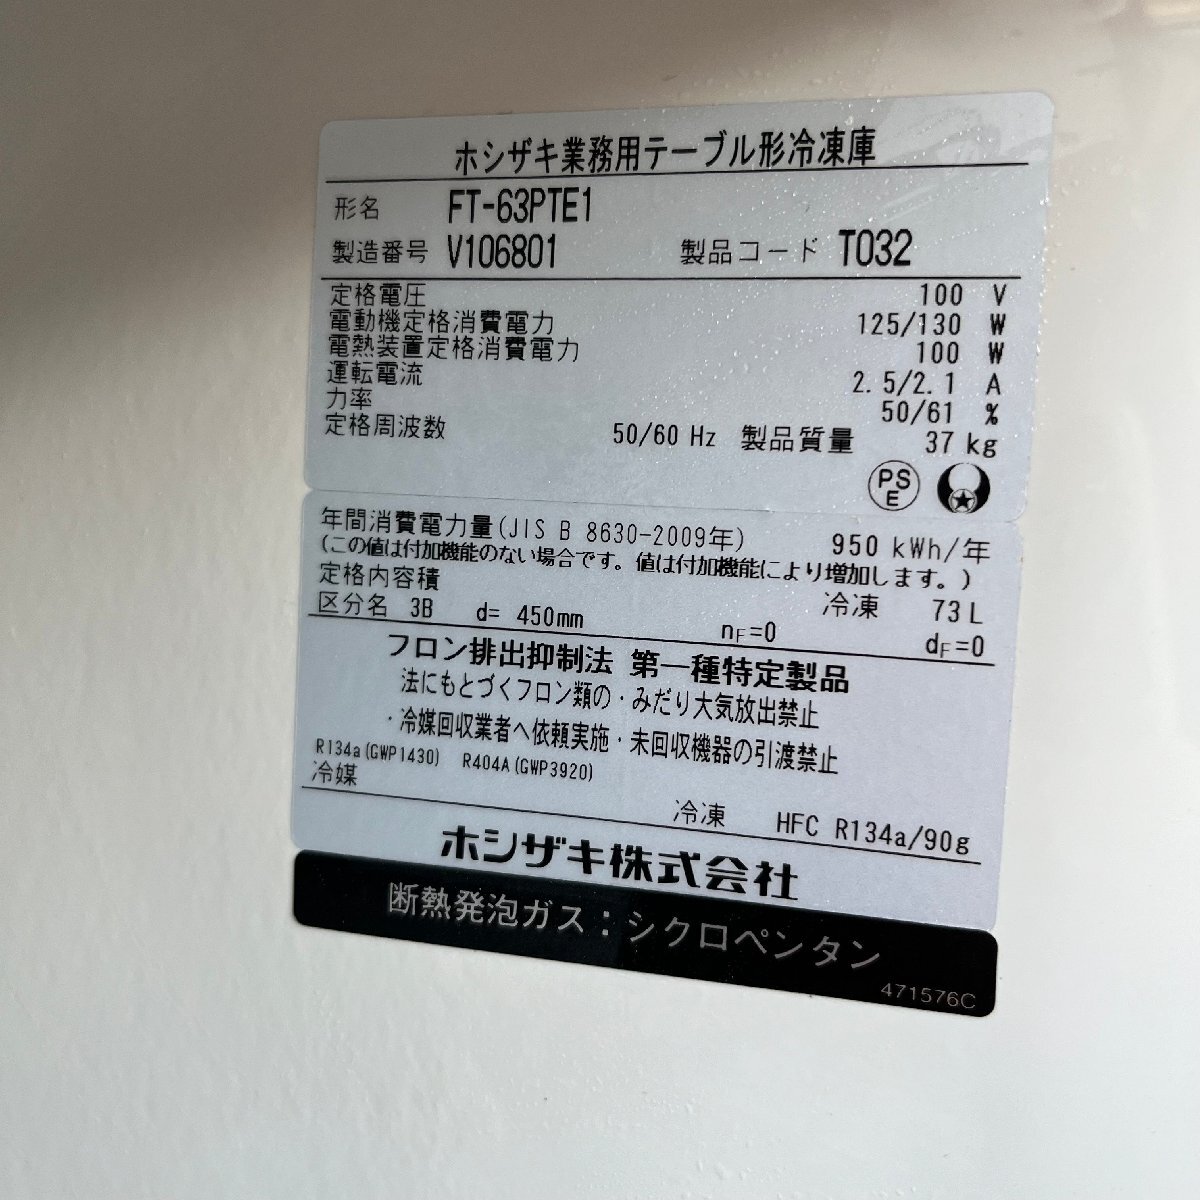 ホシザキ業務用テーブル形冷凍庫
形名 FT-63PTE1
製造番号 V106801 製品コード T032
定格電圧 100 V
電動機定格消費電力 125/130 W
電熱装置定格消費電力 100 W
運転電流 2.5/2.1 A
力率 50/61 %
定格周波数 50/60 Hz 製品質量 37 kg
PS
E
年間消費電力量(JIS B 8630-2009年) 950 kWh/年
(この値は付加機能のない場合です。値は付加機能により増加します。)
定格内容積 冷凍 73 L
区分名 3B d= 450mm nF=0 dF=0
フロン排出抑制法 第一種特定製品
法にもとづくフロン類の・みだり大気放出禁止
・冷媒回収業者へ依頼実施・未回収機器の引渡禁止
R134a(GWP1430) R404A(GWP3920)
冷媒 冷凍 HFC R134a/90g
ホシザキ株式会社
断熱発泡ガス:シクロペンタン
471576C